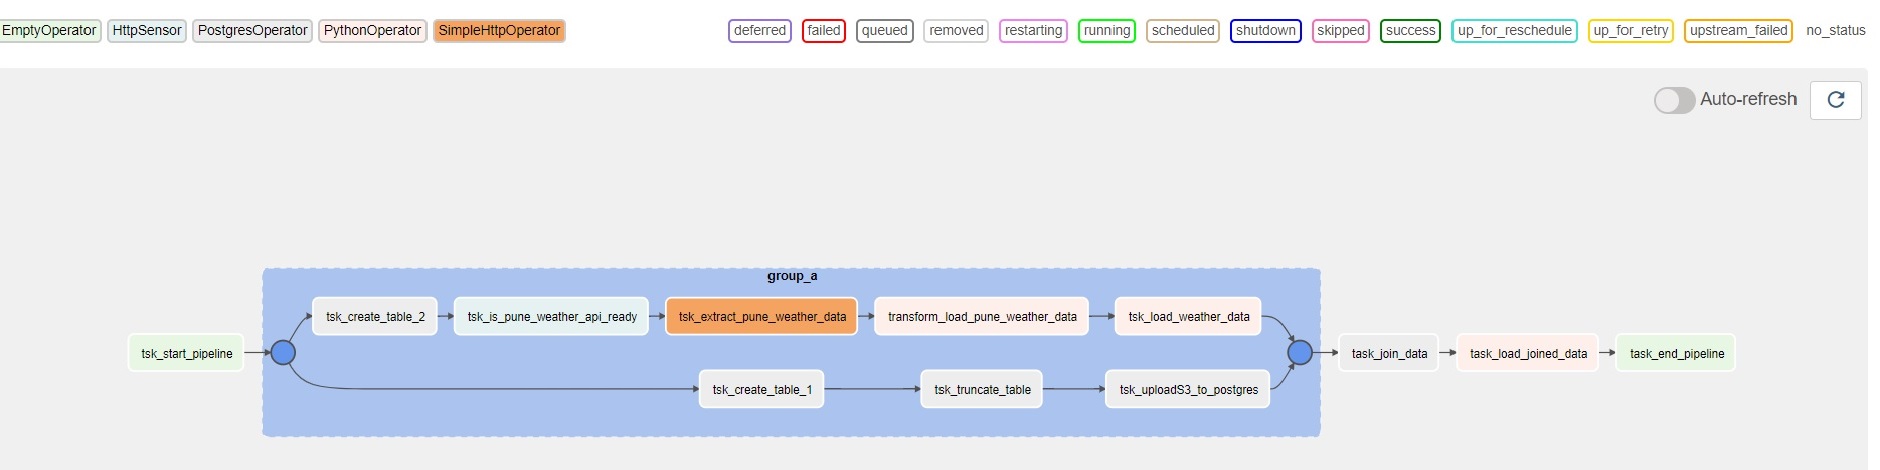 EmptyOperator HttpSensor PostgresOperator PythonOperator SimpleHttpOperator deferred failed queued removed restarting running scheduled shutdown skipped success up_for_reschedule up_for_retry upstream_failed no_status
Auto-refresh
group_a
tsk_create_table_2 tsk_is_pune_weather_api_ready tsk_extract_pune_weather_data transform_load_pune_weather_data tsk_load_weather_data
tsk_start_pipeline task_join_data task_load_joined_data task_end_pipeline
tsk_create_table_1 tsk_truncate_table tsk_uploadS3_to_postgres